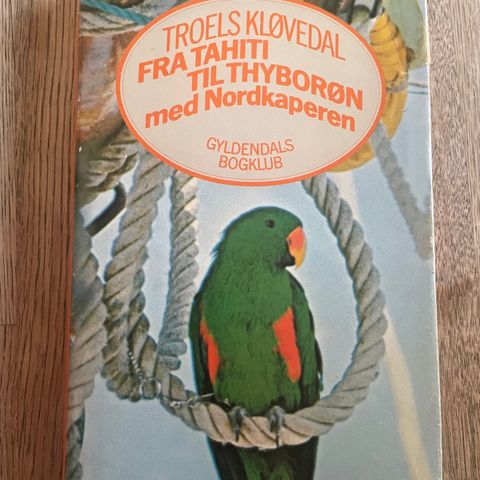 TROELS KLØVEDAL
FRA TAHITI
TIL THYBORØN
med Nordkaperen
GYLDENDALS
BOGKLUB